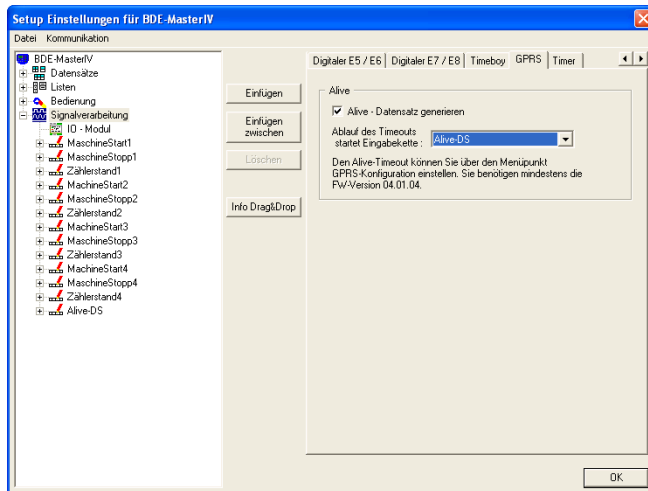 Setup Einstellungen für BDE-MasterIV
Datei Kommunikation
BDE-MasterIV
Datensätze
Listen
Bedienung
Signalverarbeitung
IO - Modul
MaschineStart1
MaschineStopp1
Zählerstand1
MachineStart2
MaschineStopp2
Zählerstand2
MachineStart3
MaschineStopp3
Zählerstand3
MachineStart4
MaschineStopp4
Zählerstand4
Alive-DS
Einfügen
Einfügen
zwischen
Löschen
Info Drag&Drop
Digitaler E5 / E6 Digitaler E7 / E8 Timeboy GPRS Timer
Alive
Alive - Datensatz generieren
Ablauf des Timeouts
startet Eingabekette : Alive-DS
Den Alive-Timeout können Sie über den Menüpunkt
GPRS-Konfiguration einstellen. Sie benötigen mindestens die
FW-Version 04.01.04.
OK